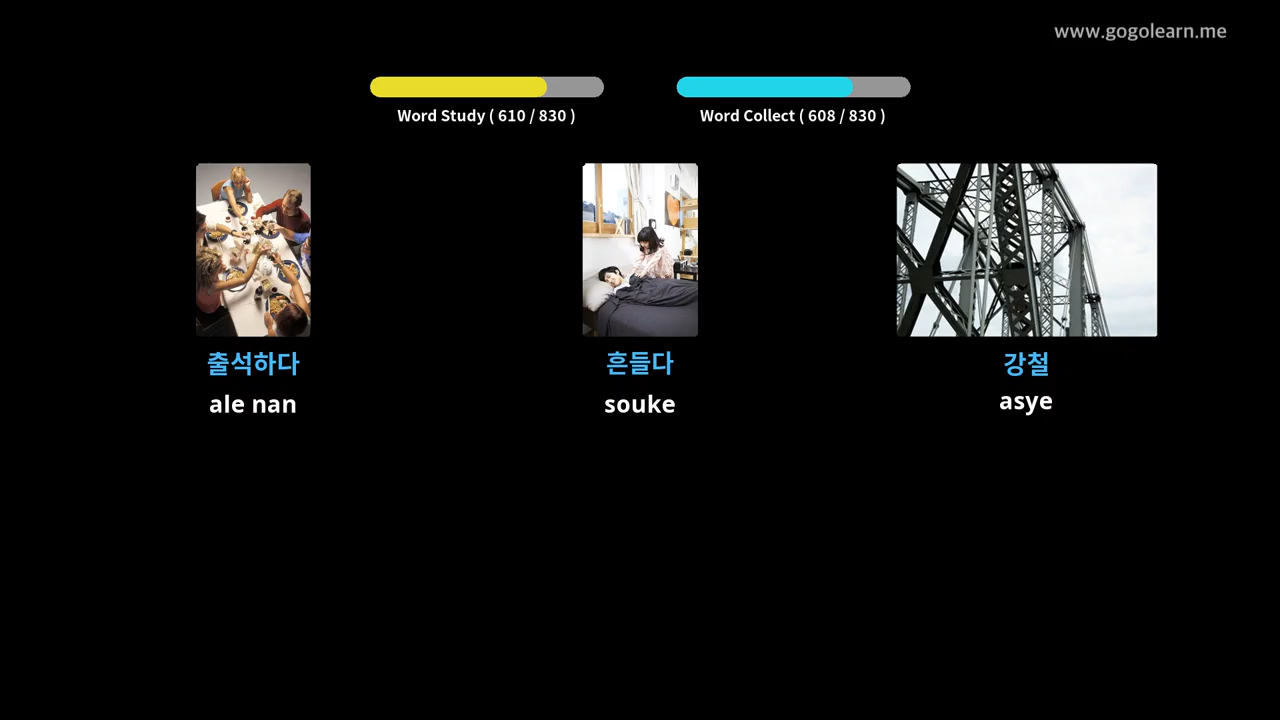 www.gogolearn.me
Word Study ( 610 / 830 )
Word Collect ( 608 / 830 )
출석하다
흔들다
강철
ale nan
souke
asye